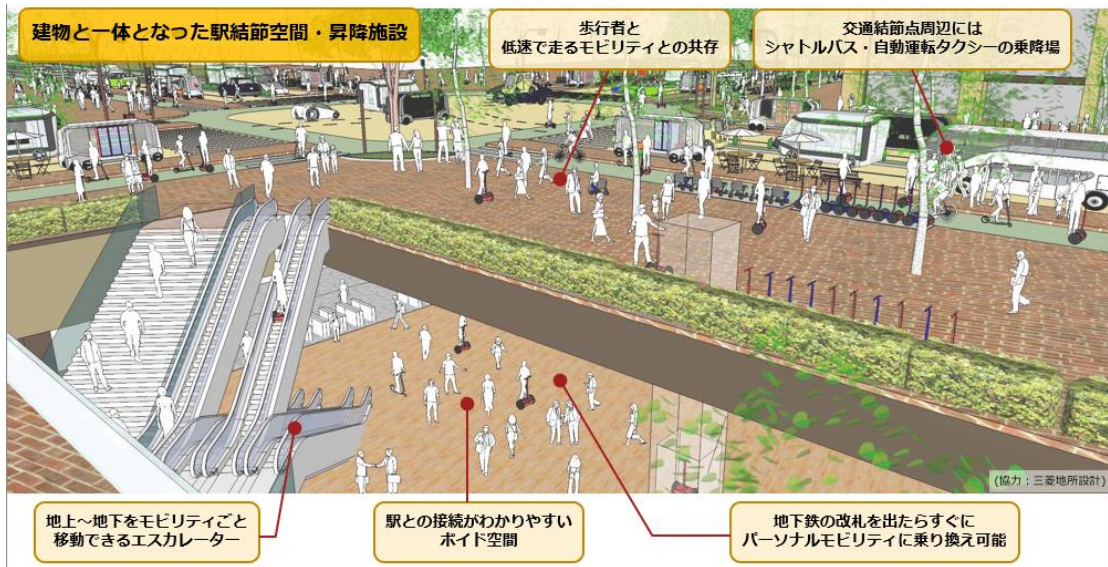 建物と一体となった駅結節空間・昇降施設
歩行者と
低速で走るモビリティとの共存
交通結節点周辺には
シャトルバス・自動運転タクシーの乗降場
(協力：三菱地所設計)
地上～地下をモビリティごと
移動できるエスカレーター
駅との接続がわかりやすい
ボイド空間
地下鉄の改札を出たらすぐに
パーソナルモビリティに乗り換え可能